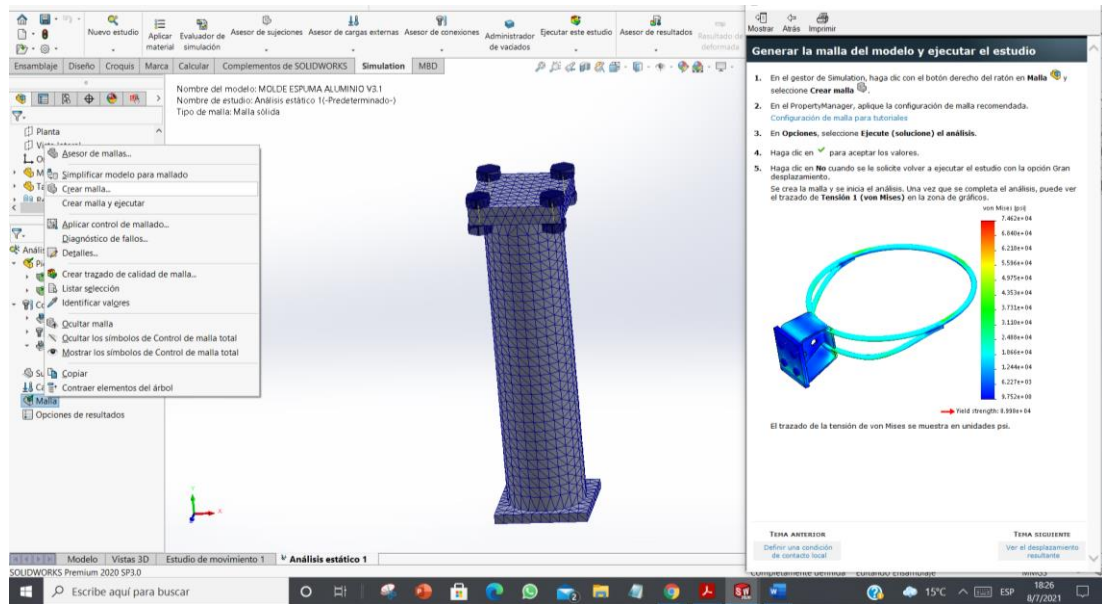 Nuevo estudio
Aplicar material
Evaluador de simulación
Asesor de sujeciones
Asesor de cargas externas
Asesor de conexiones
Administrador de vaciados
Ejecutar este estudio
Asesor de resultados
Resultado de deformada
Ensamblaje Diseño Croquis Marca Calcular Complementos de SOLIDWORKS Simulation MBD
Nombre del modelo: MOLDE ESPUMA ALUMINIO V3.1
Nombre de estudio: Análisis estático 1(-Predeterminado-)
Tipo de malla: Malla sólida
Planta
Asesor de mallas...
Simplificar modelo para mallado
Crear malla...
Crear malla y ejecutar
Aplicar control de mallado...
Diagnóstico de fallos...
Detalles...
Crear trazado de calidad de malla...
Listar selección
Identificar valores
Ocultar malla
Ocultar los símbolos de Control de malla total
Mostrar los símbolos de Control de malla total
Copiar
Contraer elementos del árbol
Malla
Opciones de resultados
Modelo Vistas 3D Estudio de movimiento 1 Análisis estático 1
SOLIDWORKS Premium 2020 SP3.0
Mostrar Atrás Imprimir
Generar la malla del modelo y ejecutar el estudio
1. En el gestor de Simulation, haga clic con el botón derecho del ratón en Malla y
seleccione Crear malla .
2. En el PropertyManager, aplique la configuración de malla recomendada.
Configuración de malla para tutoriales
3. En Opciones, seleccione Ejecute (solucione) el análisis.
4. Haga clic en para aceptar los valores.
5. Haga clic en No cuando se le solicite volver a ejecutar el estudio con la opción Gran
desplazamiento.
Se crea la malla y se inicia el análisis. Una vez que se completa el análisis, puede ver
el trazado de Tensión 1 (von Mises) en la zona de gráficos.
von Mises (psi)
7.462e+04
6.840e+04
6.218e+04
5.596e+04
4.975e+04
4.353e+04
3.731e+04
3.110e+04
2.488e+04
1.866e+04
1.244e+04
6.227e+03
9.752e+00
Yield strength: 8.990e+04
El trazado de la tensión de von Mises se muestra en unidades psi.
TEMA ANTERIOR
Definir una condición
de contacto local
TEMA SIGUIENTE
Ver el desplazamiento
resultante
Completamente definida Editando Ensamblaje MMGS
Escribe aquí para buscar
15°C
ESP
18:26
8/7/2021